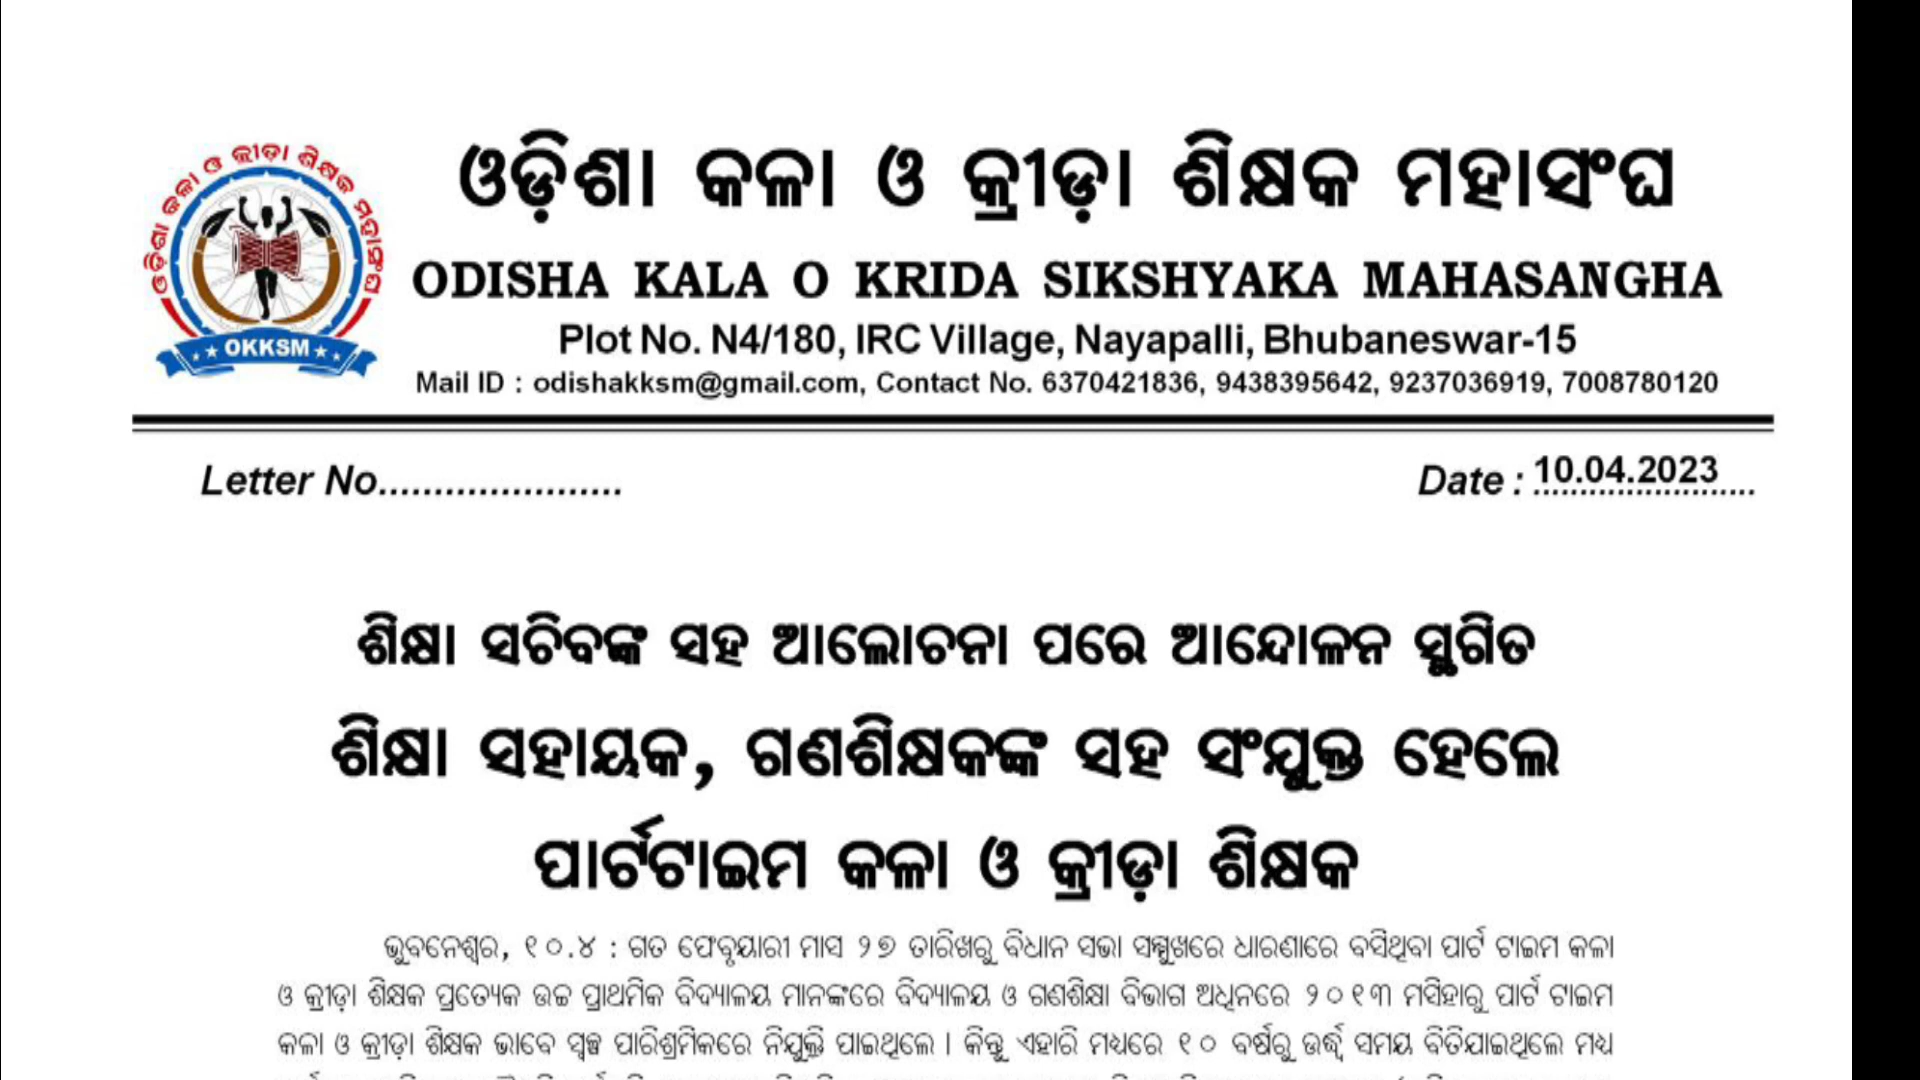 ଓଡ଼ିଶା କଳା ଓ କ୍ରୀଡ଼ା ଶିକ୍ଷକ ମହାସଂଘ
ଓଡ଼ିଶା କଳା ଓ କ୍ରୀଡ଼ା ଶିକ୍ଷକ ମହାସଂଘ
ODISHA KALA O KRIDA SIKSHYAKA MAHASANGHA
OKKSM
Plot No. N4/180, IRC Village, Nayapalli, Bhubaneswar-15
Mail ID : odishakksm@gmail.com, Contact No. 6370421836, 9438395642, 9237036919, 7008780120
Letter No...................... Date : 10.04.2023
ଶିକ୍ଷା ସଚିବଙ୍କ ସହ ଆଲୋଚନା ପରେ ଆନ୍ଦୋଳନ ସ୍ଥଗିତ
ଶିକ୍ଷା ସହାୟକ, ଗଣଶିକ୍ଷକଙ୍କ ସହ ସଂଯୁକ୍ତ ହେଲେ
ପାର୍ଟଟାଇମ କଳା ଓ କ୍ରୀଡ଼ା ଶିକ୍ଷକ
ଭୁବନେଶ୍ୱର, ୧୦.୪ : ଗତ ଫେବୃୟାରୀ ମାସ ୨୭ ତାରିଖରୁ ବିଧାନ ସଭା ସମ୍ମୁଖରେ ଧାରଣାରେ ବସିଥିବା ପାର୍ଟ ଟାଇମ କଳା
ଓ କ୍ରୀଡ଼ା ଶିକ୍ଷକ ପ୍ରତ୍ୟେକ ଉଚ୍ଚ ପ୍ରାଥମିକ ବିଦ୍ୟାଳୟ ମାନଙ୍କରେ ବିଦ୍ୟାଳୟ ଓ ଗଣଶିକ୍ଷା ବିଭାଗ ଅଧିନରେ ୨୦୧୩ ମସିହାରୁ ପାର୍ଟ ଟାଇମ
କଳା ଓ କ୍ରୀଡ଼ା ଶିକ୍ଷକ ଭାବେ ସ୍ୱଳ୍ପ ପାରିଶ୍ରମିକରେ ନିଯୁକ୍ତି ପାଇଥିଲେ । କିନ୍ତୁ ଏହାରି ମଧ୍ୟରେ ୧୦ ବର୍ଷରୁ ଉର୍ଦ୍ଧ୍ୱ ସମୟ ବିତିଯାଇଥିଲେ ମଧ୍ୟ